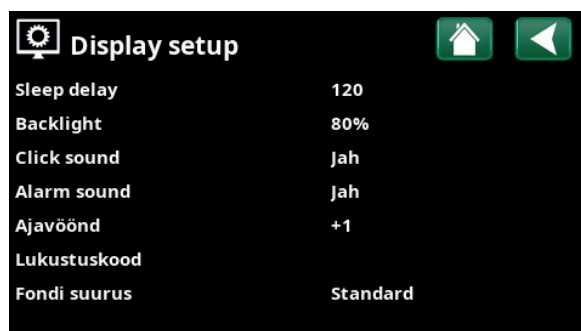 Display setup
Sleep delay 120
Backlight 80%
Click sound Jah
Alarm sound Jah
Ajavöönd +1
Lukustuskood
Fondi suurus Standard